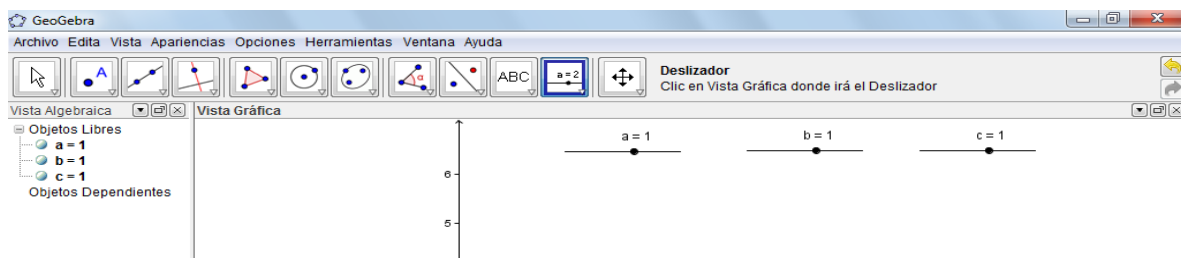 GeoGebra
Archivo Edita Vista Apariencias Opciones Herramientas Ventana Ayuda
A
α
ABC
a = 2
Deslizador
Clic en Vista Gráfica donde irá el Deslizador
Vista Algebraica
Vista Gráfica
Objetos Libres
a = 1
b = 1
c = 1
Objetos Dependientes
a = 1
b = 1
c = 1
6
5